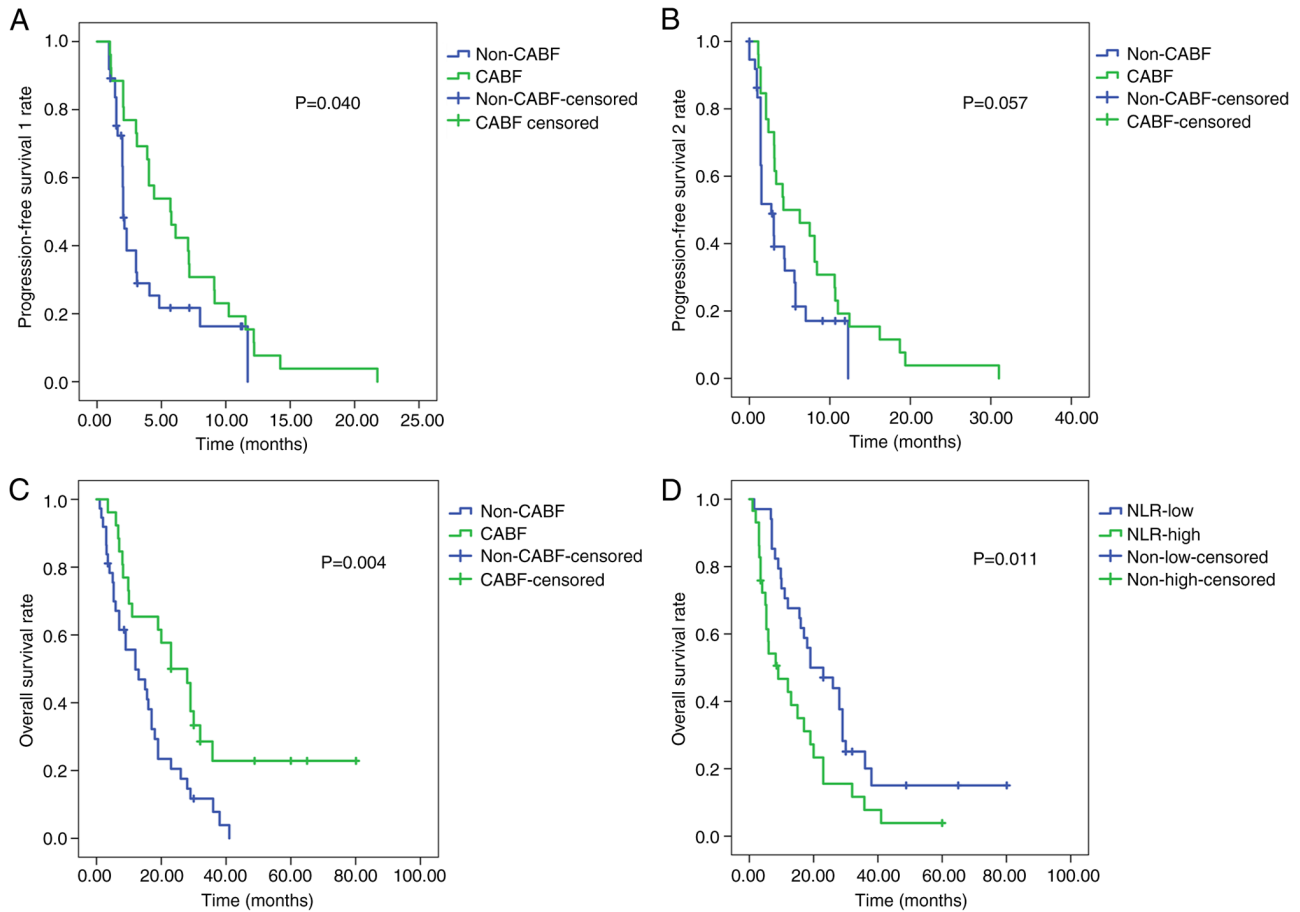 A
Progression-free survival 1 rate
1.0
0.8
0.6
0.4
0.2
0.0
0.00 5.00 10.00 15.00 20.00 25.00
Time (months)
P=0.040
Non-CABF
CABF
Non-CABF-censored
CABF censored
B
Progression-free survival 2 rate
1.0
0.8
0.6
0.4
0.2
0.0
0.00 10.00 20.00 30.00 40.00
Time (months)
P=0.057
Non-CABF
CABF
Non-CABF-censored
CABF-censored
C
Overall survival rate
1.0
0.8
0.6
0.4
0.2
0.0
0.00 20.00 40.00 60.00 80.00 100.00
Time (months)
P=0.004
Non-CABF
CABF
Non-CABF-censored
CABF-censored
D
Overall survival rate
1.0
0.8
0.6
0.4
0.2
0.0
0.00 20.00 40.00 60.00 80.00 100.00
Time (months)
P=0.011
NLR-low
NLR-high
Non-low-censored
Non-high-censored